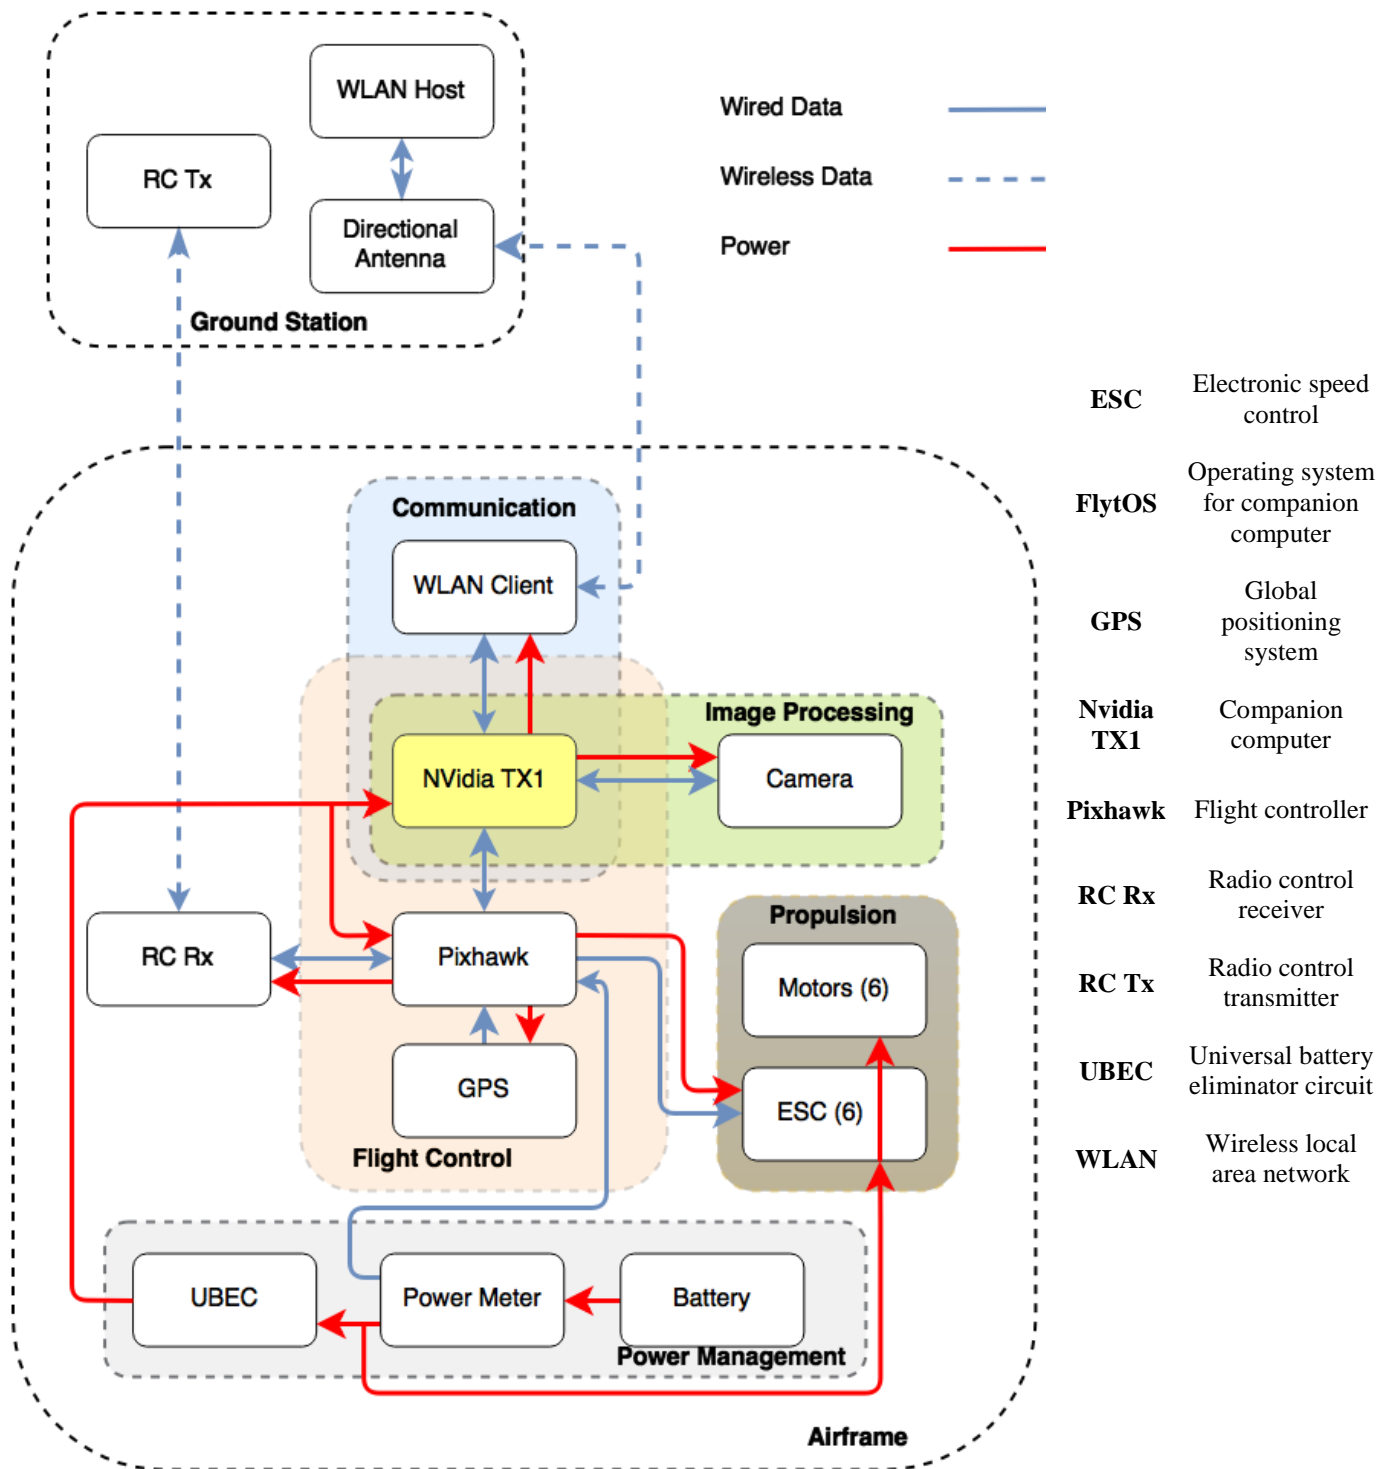 WLAN Host
RC Tx
Directional
Antenna
Ground Station
Wired Data
Wireless Data
Power
Communication
WLAN Client
Image Processing
NVidia TX1
Camera
RC Rx
Pixhawk
GPS
Flight Control
Propulsion
Motors (6)
ESC (6)
UBEC
Power Meter
Battery
Power Management
Airframe
ESC
Electronic speed
control
FlytOS
Operating system
for companion
computer
GPS
Global
positioning
system
Nvidia
TX1
Companion
computer
Pixhawk
Flight controller
RC Rx
Radio control
receiver
RC Tx
Radio control
transmitter
UBEC
Universal battery
eliminator circuit
WLAN
Wireless local
area network